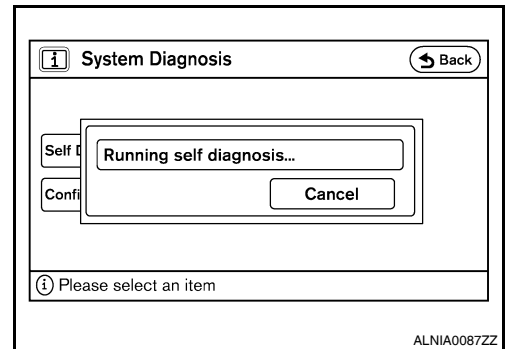 i System Diagnosis Back
Self D
Running self diagnosis...
Confi
Cancel
i Please select an item
ALNIA0087ZZ